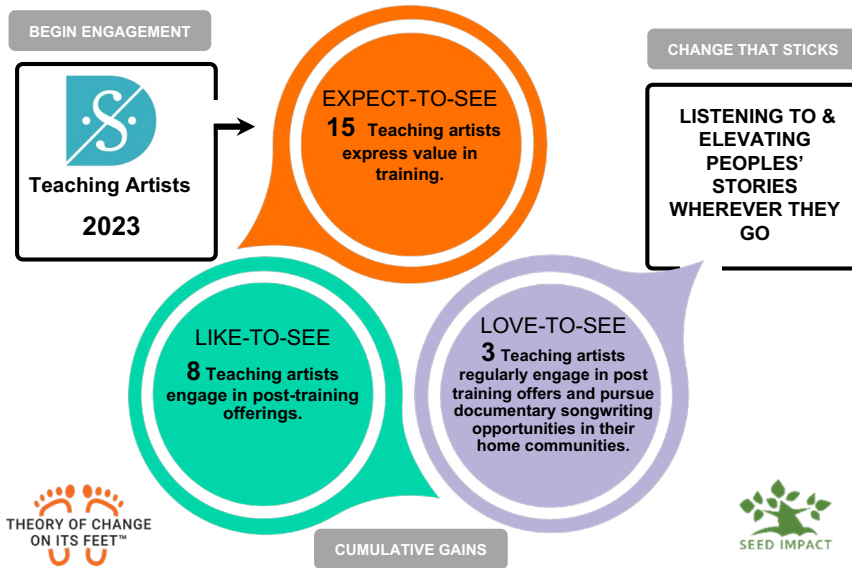 BEGIN ENGAGEMENT
S
Teaching Artists
2023
EXPECT-TO-SEE
15 Teaching artists
express value in
training.
LIKE-TO-SEE
8 Teaching artists
engage in post-training
offerings.
LOVE-TO-SEE
3 Teaching artists
regularly engage in post
training offers and pursue
documentary songwriting
opportunities in their
home communities.
CHANGE THAT STICKS
LISTENING TO &
ELEVATING
PEOPLES’
STORIES
WHEREVER THEY
GO
THEORY OF CHANGE
ON ITS FEET™
CUMULATIVE GAINS
SEED IMPACT